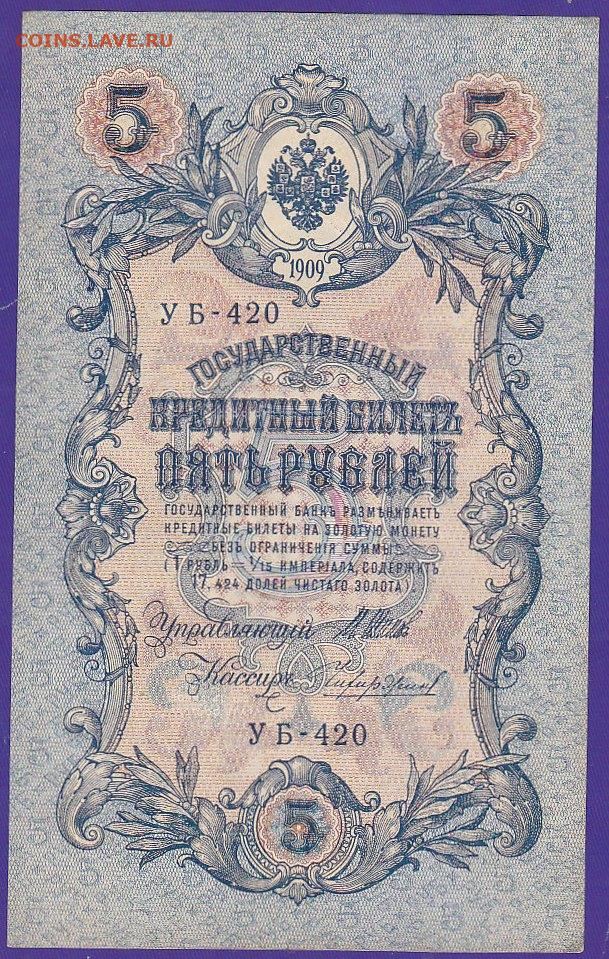 COINS.LAVE.RU
5 5
1909
УБ-420
ГОСУДАРСТВЕННЫЙ
КРЕДИТНЫЙ БИЛЕТЪ
ПЯТЬ РУБЛЕЙ
ГОСУДАРСТВЕННЫЙ БАНКЪ РАЗМѢНИВАЕТЪ
КРЕДИТНЫЕ БИЛЕТЫ НА ЗОЛОТУЮ МОНЕТУ
БЕЗЪ ОГРАНИЧЕНІЯ СУММЫ
(1 РУБЛЬ = 1/15 ИМПЕРІАЛА, СОДЕРЖИТЪ
17,424 ДОЛЕЙ ЧИСТАГО ЗОЛОТА).
Управляющій
Кассиръ
УБ-420
5